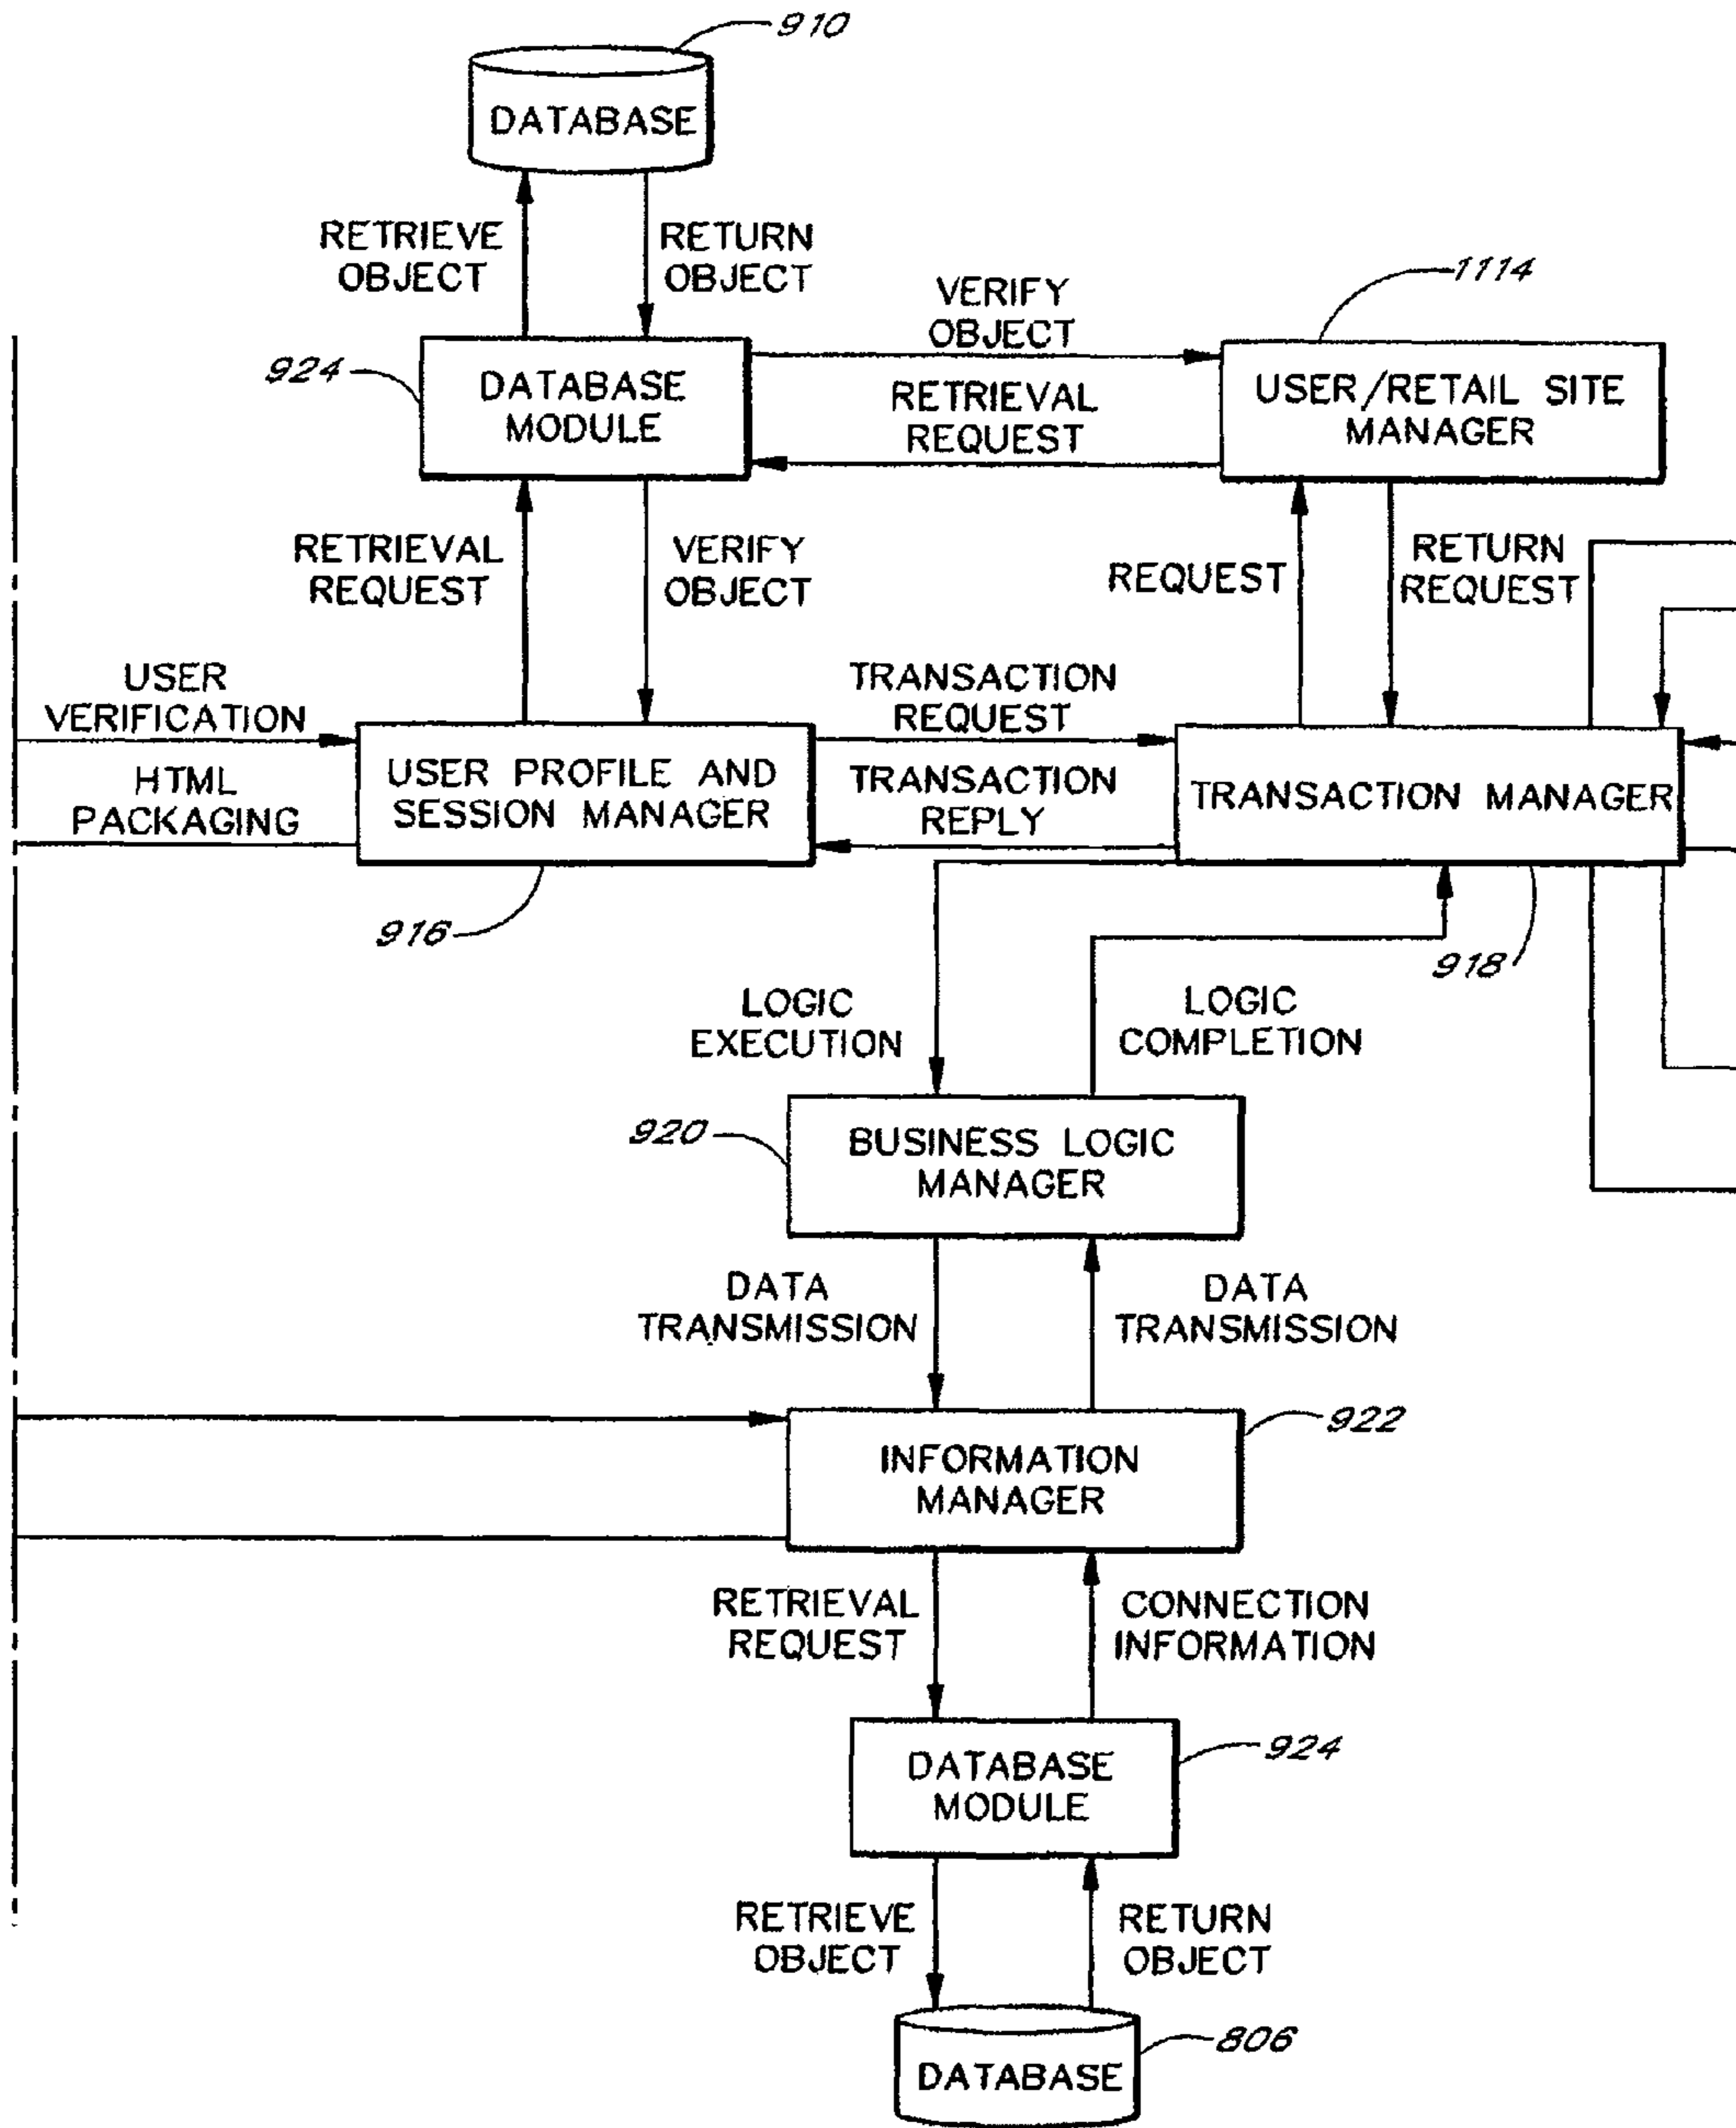 910
DATABASE
RETRIEVE
OBJECT
RETURN
OBJECT
1114
VERIFY
OBJECT
924
DATABASE
MODULE
RETRIEVAL
REQUEST
USER/RETAIL SITE
MANAGER
RETRIEVAL
REQUEST
VERIFY
OBJECT
REQUEST
RETURN
REQUEST
USER
VERIFICATION
TRANSACTION
REQUEST
HTML
PACKAGING
USER PROFILE AND
SESSION MANAGER
TRANSACTION
REPLY
TRANSACTION MANAGER
916
918
LOGIC
EXECUTION
LOGIC
COMPLETION
920
BUSINESS LOGIC
MANAGER
DATA
TRANSMISSION
DATA
TRANSMISSION
922
INFORMATION
MANAGER
RETRIEVAL
REQUEST
CONNECTION
INFORMATION
924
DATABASE
MODULE
RETRIEVE
OBJECT
RETURN
OBJECT
806
DATABASE